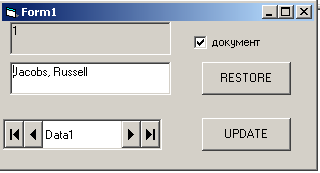 Form1
1
документ
Jacobs, Russell
RESTORE
Data1
UPDATE